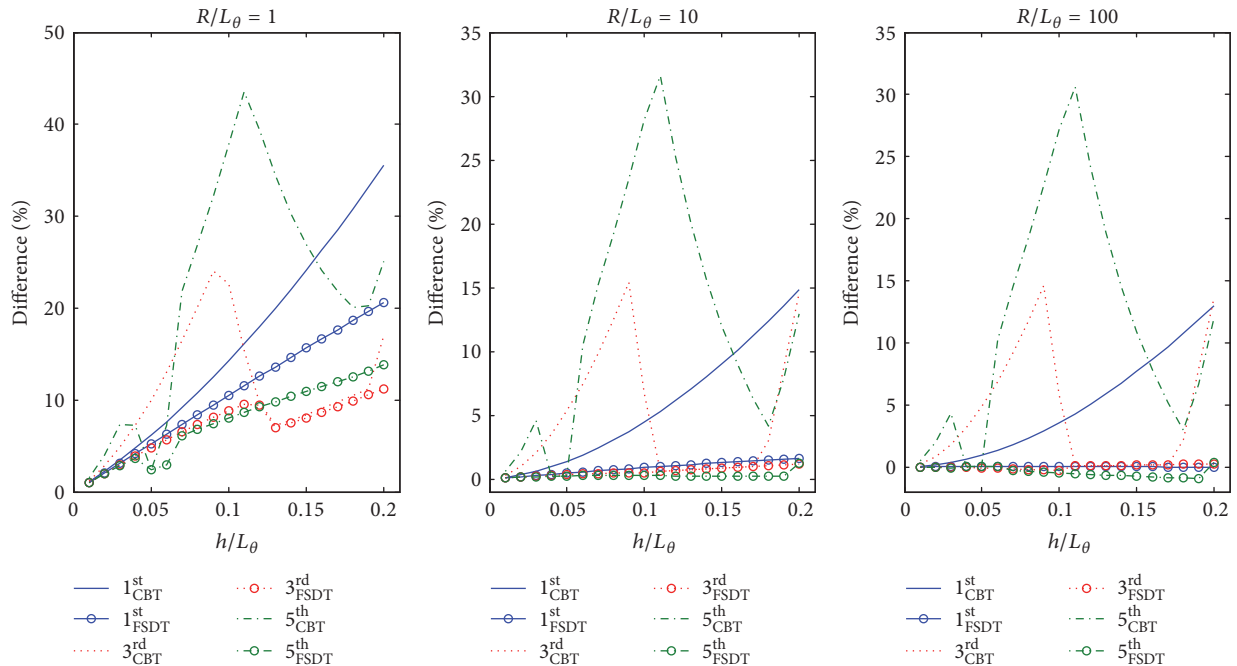 R/Lθ = 1
50
40
30
20
10
0
Difference (%)
0
0.05
0.1
0.15
0.2
h/Lθ
1st CBT
1st FSDT
3rd CBT
3rd FSDT
5th CBT
5th FSDT
R/Lθ = 10
35
30
25
20
15
10
5
0
Difference (%)
0
0.05
0.1
0.15
0.2
h/Lθ
1st CBT
1st FSDT
3rd CBT
3rd FSDT
5th CBT
5th FSDT
R/Lθ = 100
35
30
25
20
15
10
5
0
Difference (%)
0
0.05
0.1
0.15
0.2
h/Lθ
1st CBT
1st FSDT
3rd CBT
3rd FSDT
5th CBT
5th FSDT